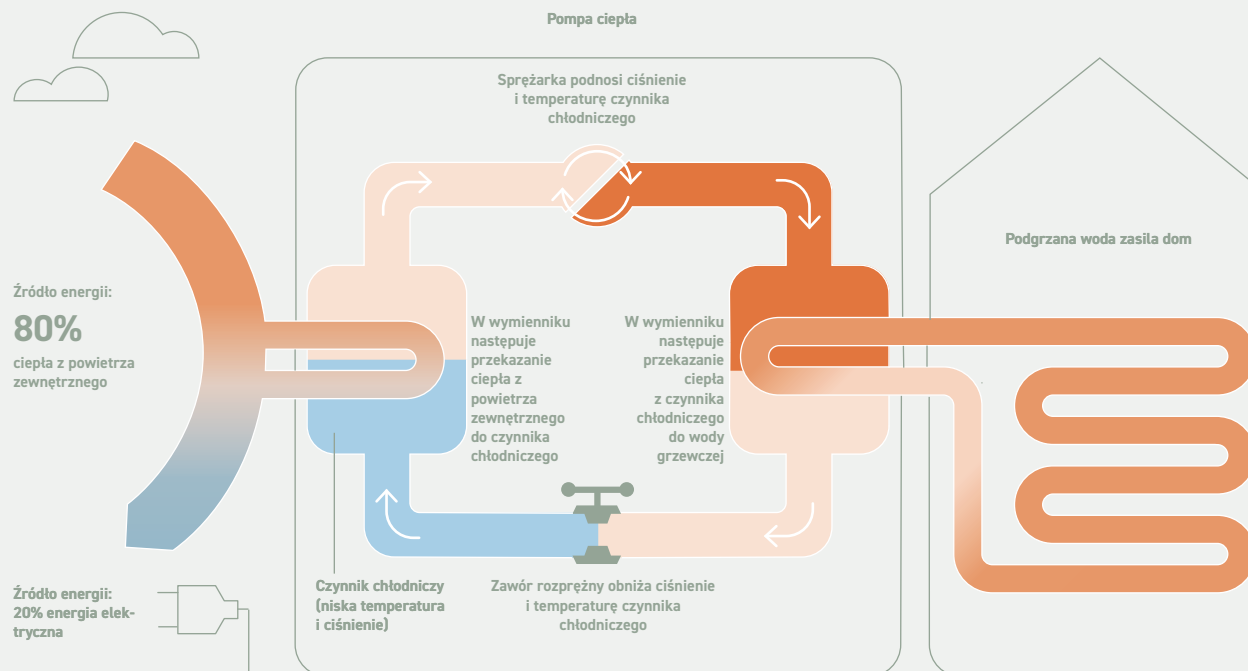 Pompa ciepła
Sprężarka podnosi ciśnienie
i temperaturę czynnika
chłodniczego
Podgrzana woda zasila dom
Źródło energii:
80%
ciepła z powietrza
zewnętrznego
W wymienniku
następuje
przekazanie
ciepła z
powietrza
zewnętrznego
do czynnika
chłodniczego
W wymienniku
następuje
przekazanie
ciepła
z czynnika
chłodniczego
do wody
grzewczej
Źródło energii:
20% energia elek-
tryczna
Czynnik chłodniczy
(niska temperatura
i ciśnienie)
Zawór rozprężny obniża ciśnienie
i temperaturę czynnika
chłodniczego